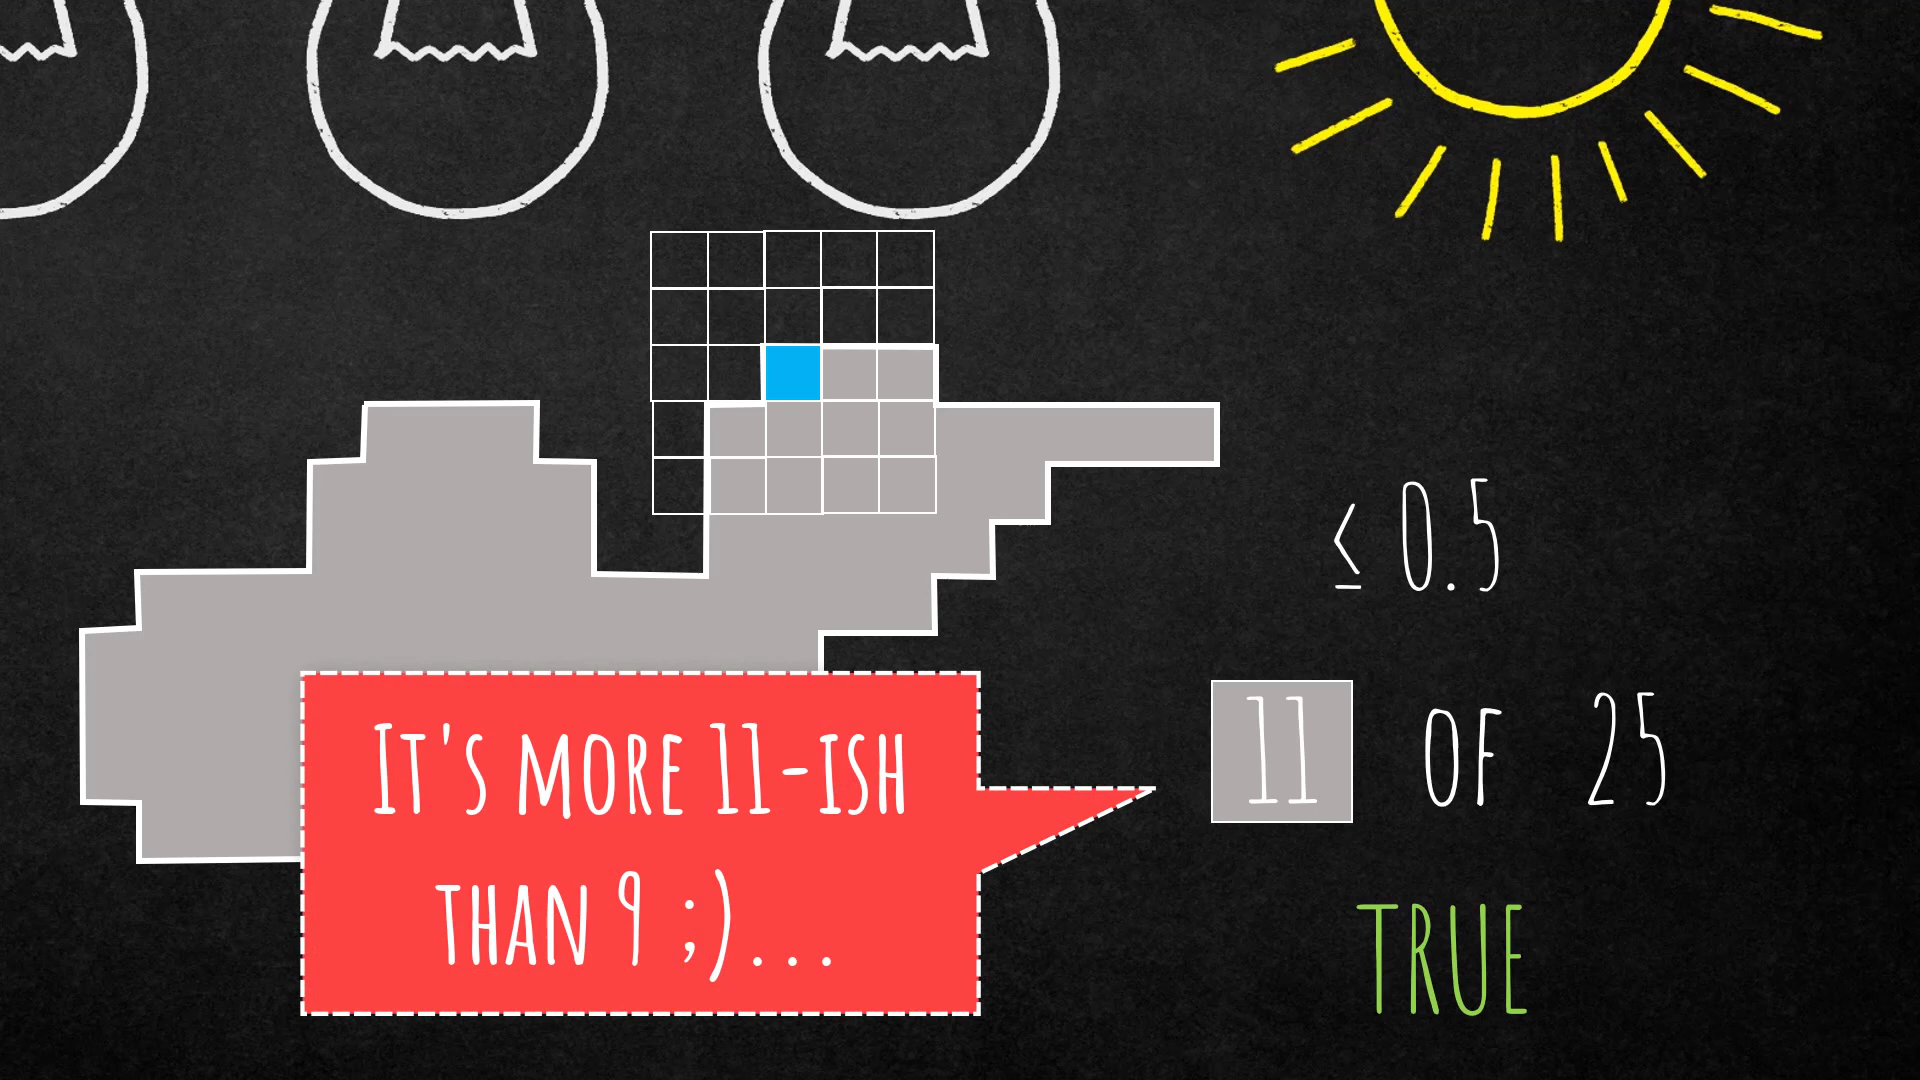 ≤ 0.5
11 OF 25
IT'S MORE 11-ISH
THAN 9 ;)...
TRUE